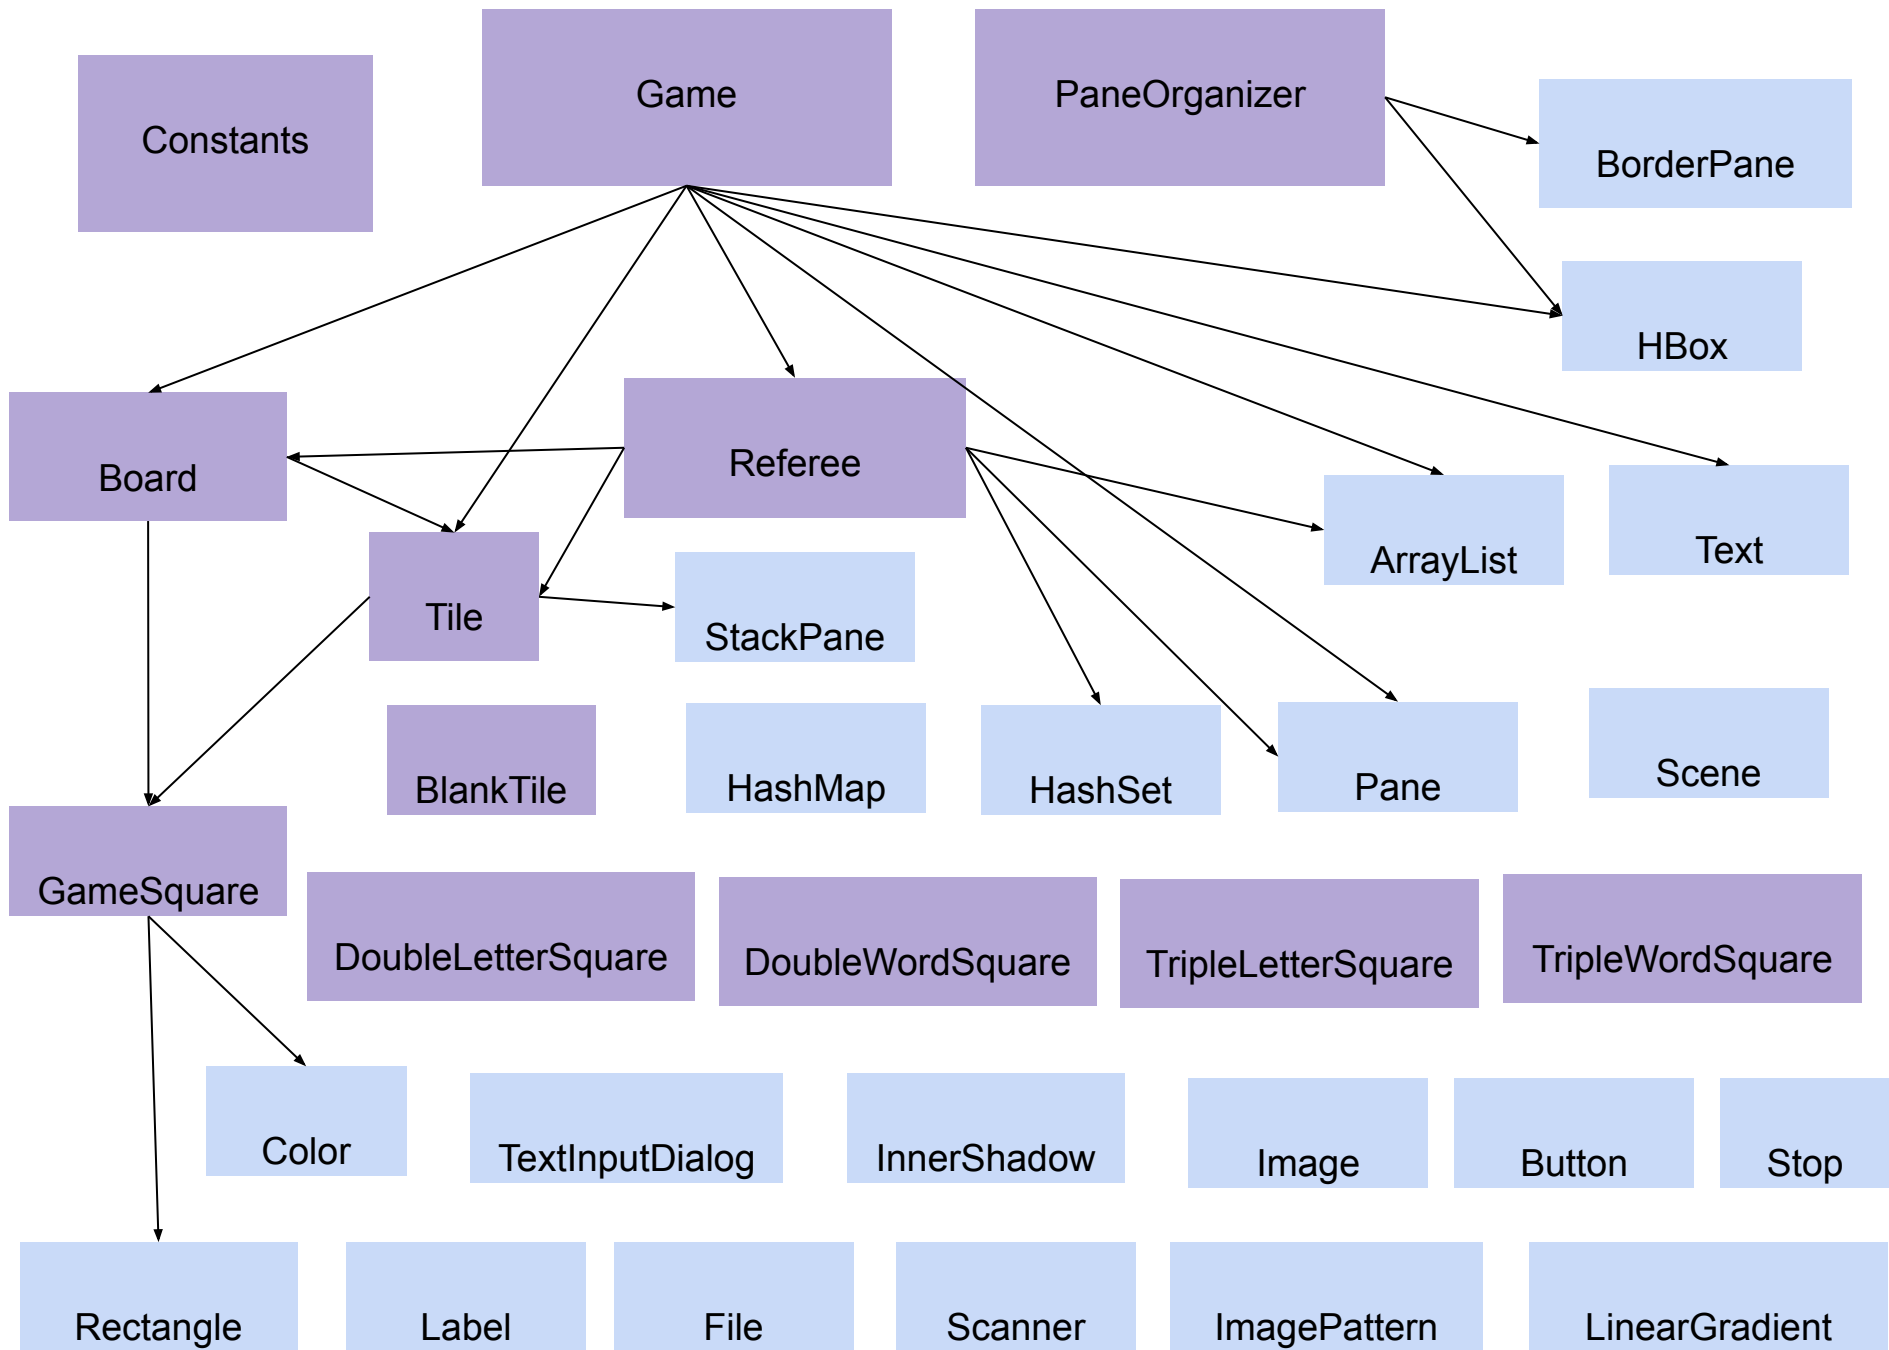 Game
PaneOrganizer
Constants
BorderPane
HBox
Board
Referee
ArrayList
Text
Tile
StackPane
BlankTile
HashMap
HashSet
Pane
Scene
GameSquare
DoubleLetterSquare
DoubleWordSquare
TripleLetterSquare
TripleWordSquare
Color
TextInputDialog
InnerShadow
Image
Button
Stop
Rectangle
Label
File
Scanner
ImagePattern
LinearGradient